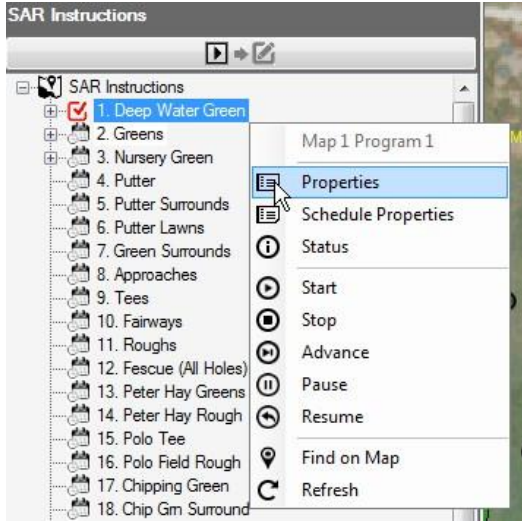 SAR Instructions
SAR Instructions
1. Deep Water Green
2. Greens
3. Nursery Green
4. Putter
5. Putter Surrounds
6. Putter Lawns
7. Green Surrounds
8. Approaches
9. Tees
10. Fairways
11. Roughs
12. Fescue (All Holes)
13. Peter Hay Greens
14. Peter Hay Rough
15. Polo Tee
16. Polo Field Rough
17. Chipping Green
18. Chip Grn Surround
Map 1 Program 1
Properties
Schedule Properties
Status
Start
Stop
Advance
Pause
Resume
Find on Map
Refresh
M